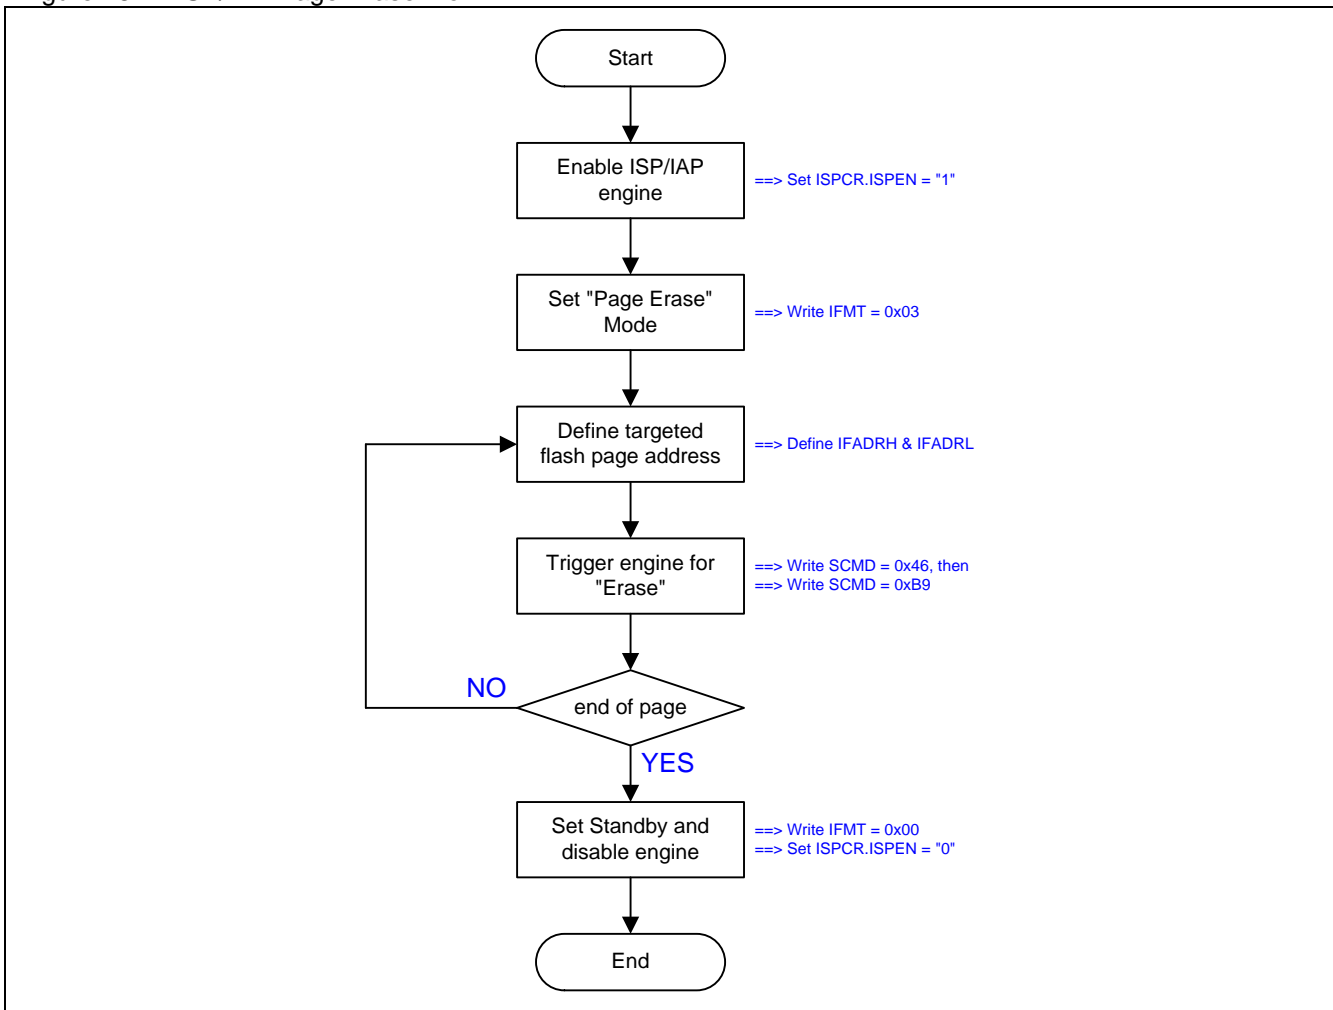 Start
Enable ISP/IAP
engine
==> Set ISPCR.ISPEN = "1"
Set "Page Erase"
Mode
==> Write IFMT = 0x03
Define targeted
flash page address
==> Define IFADRH & IFADRL
Trigger engine for
"Erase"
==> Write SCMD = 0x46, then
==> Write SCMD = 0xB9
NO
end of page
YES
Set Standby and
disable engine
==> Write IFMT = 0x00
==> Set ISPCR.ISPEN = "0"
End